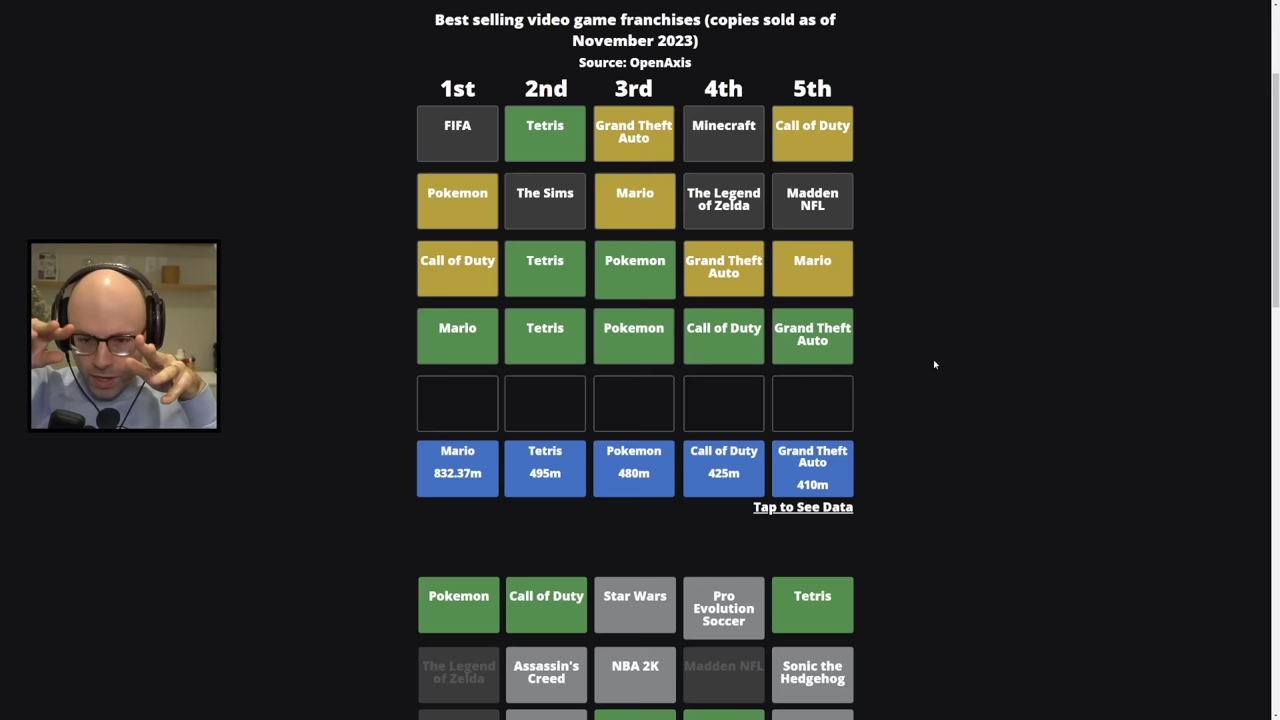 Best selling video game franchises (copies sold as of
November 2023)
Source: OpenAxis
1st 2nd 3rd 4th 5th
FIFA Tetris Grand Theft Auto Minecraft Call of Duty
Pokemon The Sims Mario The Legend of Zelda Madden NFL
Call of Duty Tetris Pokemon Grand Theft Auto Mario
Mario Tetris Pokemon Call of Duty Grand Theft Auto
Mario Tetris Pokemon Call of Duty Grand Theft Auto
832.37m 495m 480m 425m 410m
Tap to See Data
Pokemon Call of Duty Star Wars Pro Evolution Soccer Tetris
The Legend of Zelda Assassin's Creed NBA 2K Madden NFL Sonic the Hedgehog